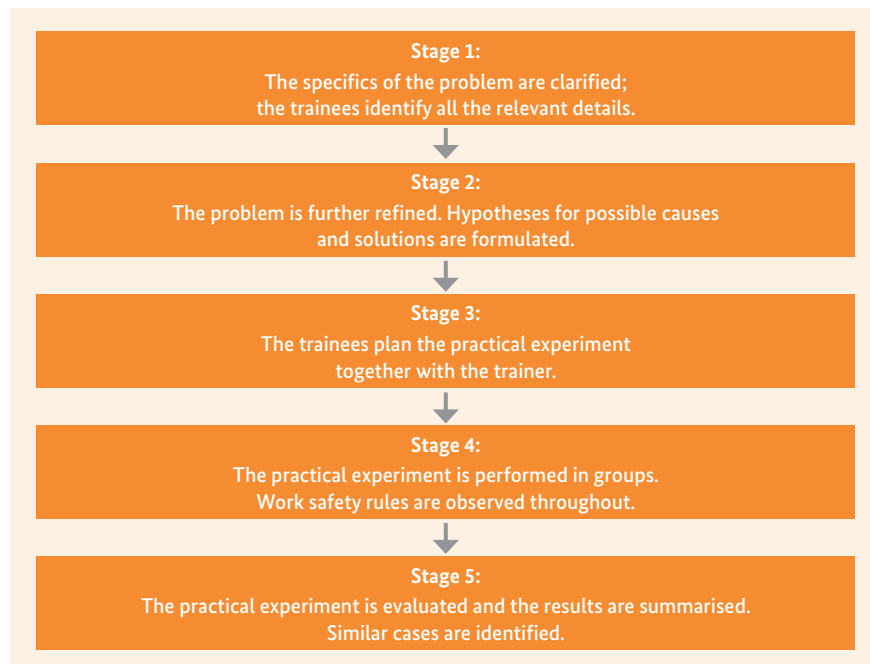 Stage 1:
The specifics of the problem are clarified;
the trainees identify all the relevant details.
Stage 2:
The problem is further refined. Hypotheses for possible causes
and solutions are formulated.
Stage 3:
The trainees plan the practical experiment
together with the trainer.
Stage 4:
The practical experiment is performed in groups.
Work safety rules are observed throughout.
Stage 5:
The practical experiment is evaluated and the results are summarised.
Similar cases are identified.